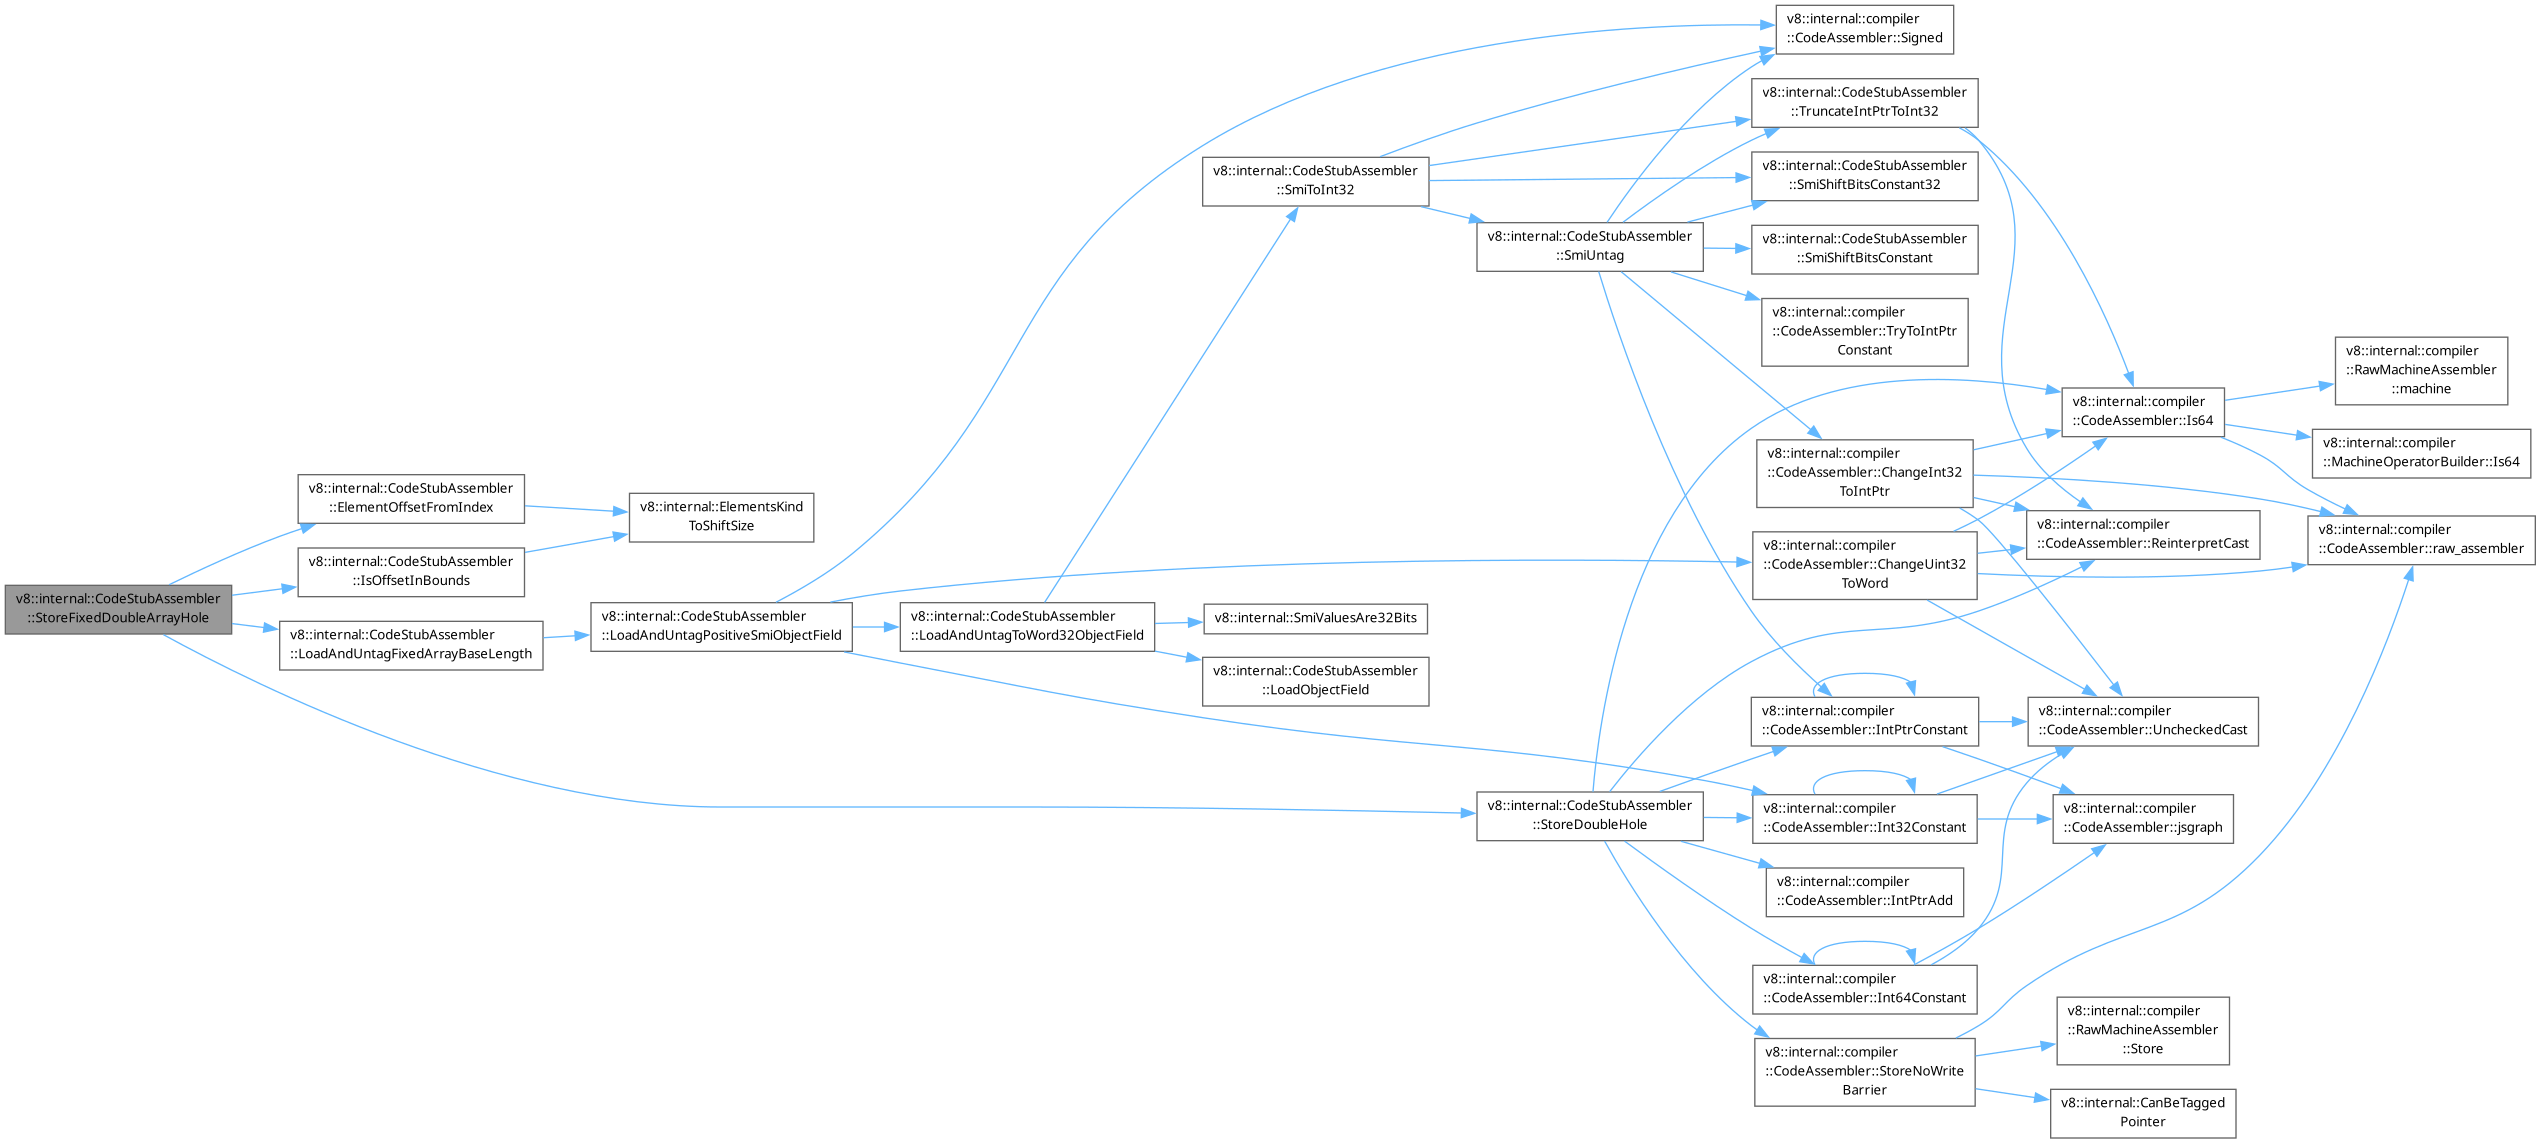 v8::internal::CodeStubAssembler
::StoreFixedDoubleArrayHole
v8::internal::CodeStubAssembler
::ElementOffsetFromIndex
v8::internal::CodeStubAssembler
::IsOffsetInBounds
v8::internal::CodeStubAssembler
::LoadAndUntagFixedArrayBaseLength
v8::internal::ElementsKind
ToShiftSize
v8::internal::CodeStubAssembler
::LoadAndUntagPositiveSmiObjectField
v8::internal::CodeStubAssembler
::LoadAndUntagToWord32ObjectField
v8::internal::CodeStubAssembler
::SmiToInt32
v8::internal::SmiValuesAre32Bits
v8::internal::CodeStubAssembler
::LoadObjectField
v8::internal::CodeStubAssembler
::SmiUntag
v8::internal::CodeStubAssembler
::StoreDoubleHole
v8::internal::compiler
::CodeAssembler::Signed
v8::internal::CodeStubAssembler
::TruncateIntPtrToInt32
v8::internal::CodeStubAssembler
::SmiShiftBitsConstant32
v8::internal::CodeStubAssembler
::SmiShiftBitsConstant
v8::internal::compiler
::CodeAssembler::TryToIntPtr
Constant
v8::internal::compiler
::CodeAssembler::ChangeInt32
ToIntPtr
v8::internal::compiler
::CodeAssembler::ChangeUint32
ToWord
v8::internal::compiler
::CodeAssembler::IntPtrConstant
v8::internal::compiler
::CodeAssembler::Int32Constant
v8::internal::compiler
::CodeAssembler::IntPtrAdd
v8::internal::compiler
::CodeAssembler::Int64Constant
v8::internal::compiler
::CodeAssembler::StoreNoWrite
Barrier
v8::internal::compiler
::CodeAssembler::Is64
v8::internal::compiler
::CodeAssembler::ReinterpretCast
v8::internal::compiler
::CodeAssembler::UncheckedCast
v8::internal::compiler
::CodeAssembler::jsgraph
v8::internal::compiler
::RawMachineAssembler
::Store
v8::internal::CanBeTagged
Pointer
v8::internal::compiler
::RawMachineAssembler
::machine
v8::internal::compiler
::MachineOperatorBuilder::Is64
v8::internal::compiler
::CodeAssembler::raw_assembler